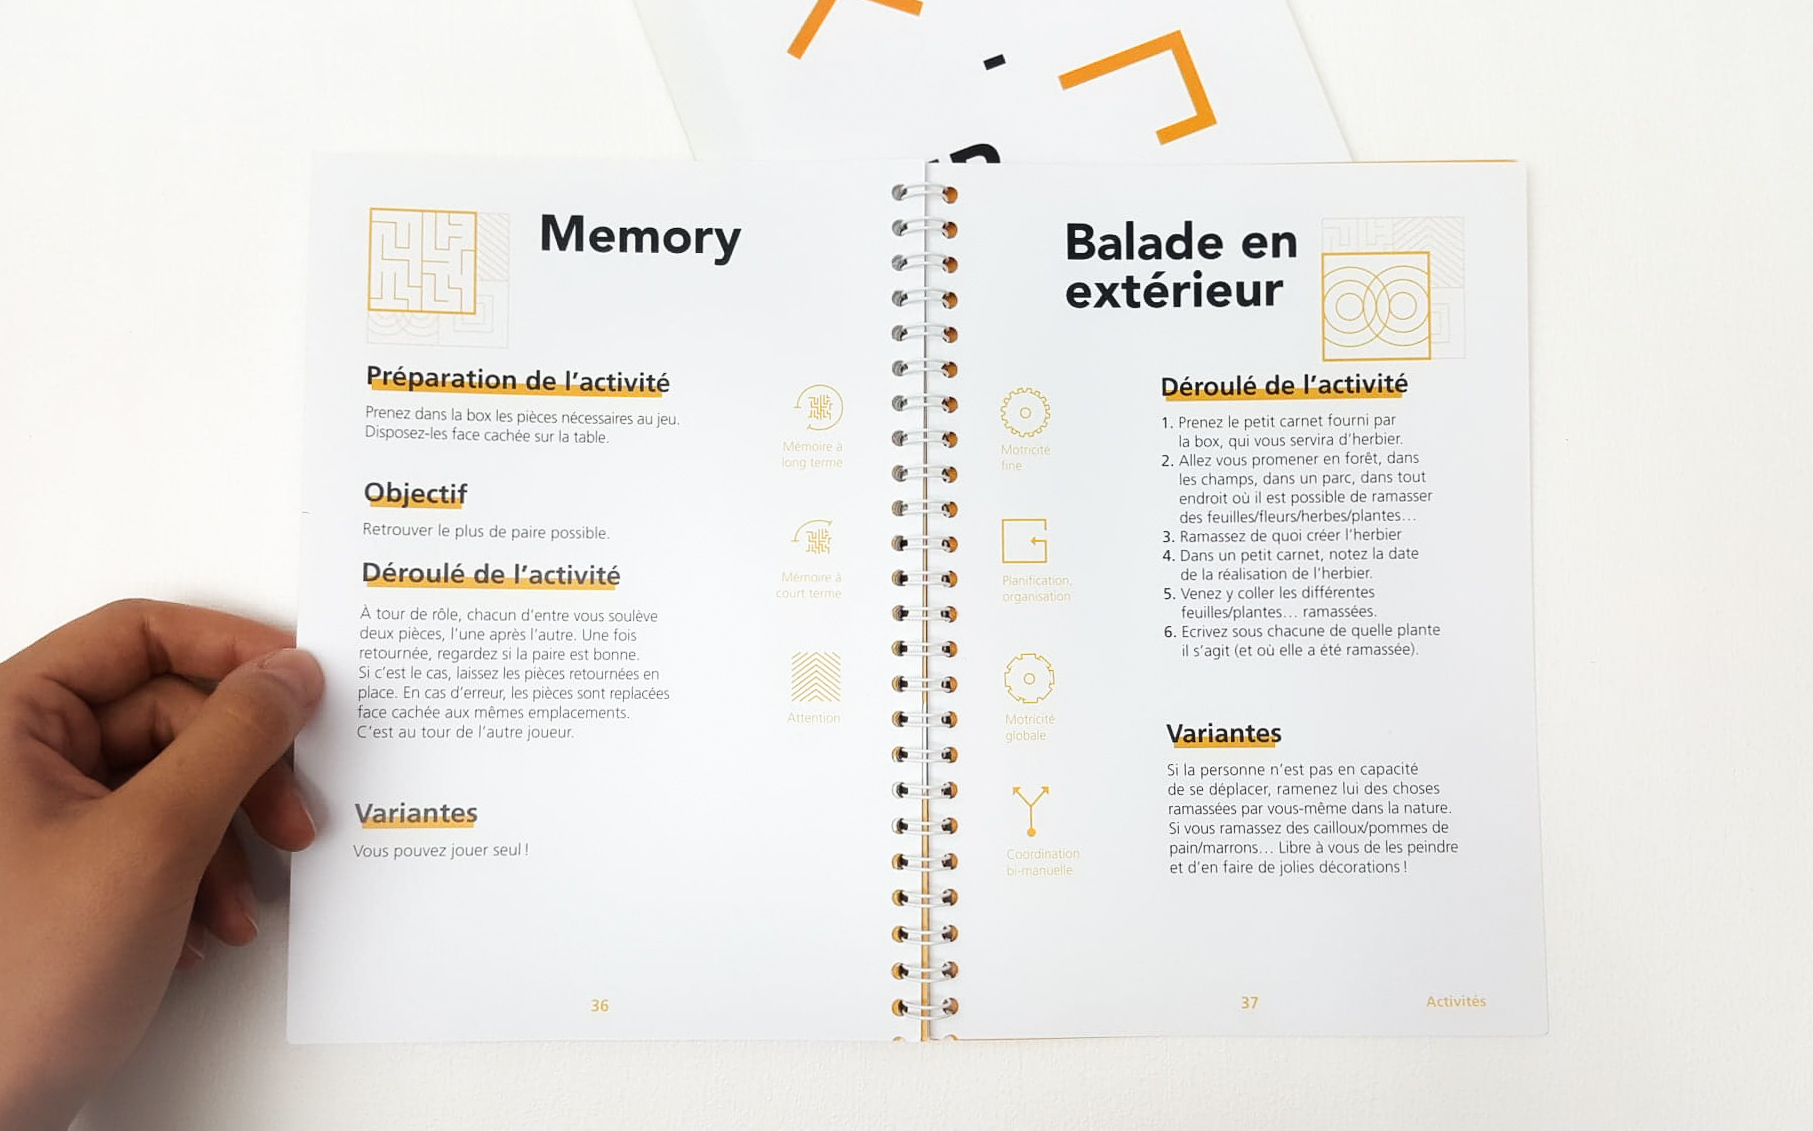 Memory
Préparation de l'activité
Prenez dans la box les pièces nécessaires au jeu.
Disposez-les face cachée sur la table.
Objectif
Retrouver le plus de paire possible.
Déroulé de l'activité
À tour de rôle, chacun d'entre vous soulève
deux pièces, l'une après l'autre. Une fois
retournée, regardez si la paire est bonne.
Si c'est le cas, laissez les pièces retournées en
place. En cas d'erreur, les pièces sont replacées
face cachée aux mêmes emplacements.
C'est au tour de l'autre joueur.
Variantes
Vous pouvez jouer seul !
Mémoire à
long terme
Mémoire à
court terme
Attention
36
Balade en
extérieur
Motricité
fine
Planification,
organisation
Motricité
globale
Coordination
bi-manuelle
Déroulé de l'activité
1. Prenez le petit carnet fourni par
la box, qui vous servira d'herbier.
2. Allez vous promener en forêt, dans
les champs, dans un parc, dans tout
endroit où il est possible de ramasser
des feuilles/fleurs/herbes/plantes…
3. Ramassez de quoi créer l'herbier
4. Dans un petit carnet, notez la date
de la réalisation de l'herbier.
5. Venez y coller les différentes
feuilles/plantes… ramassées.
6. Ecrivez sous chacune de quelle plante
il s'agit (et où elle a été ramassée).
Variantes
Si la personne n'est pas en capacité
de se déplacer, ramenez lui des choses
ramassées par vous-même dans la nature.
Si vous ramassez des cailloux/pommes de
pain/marrons… Libre à vous de les peindre
et d'en faire de jolies décorations !
37
Activités